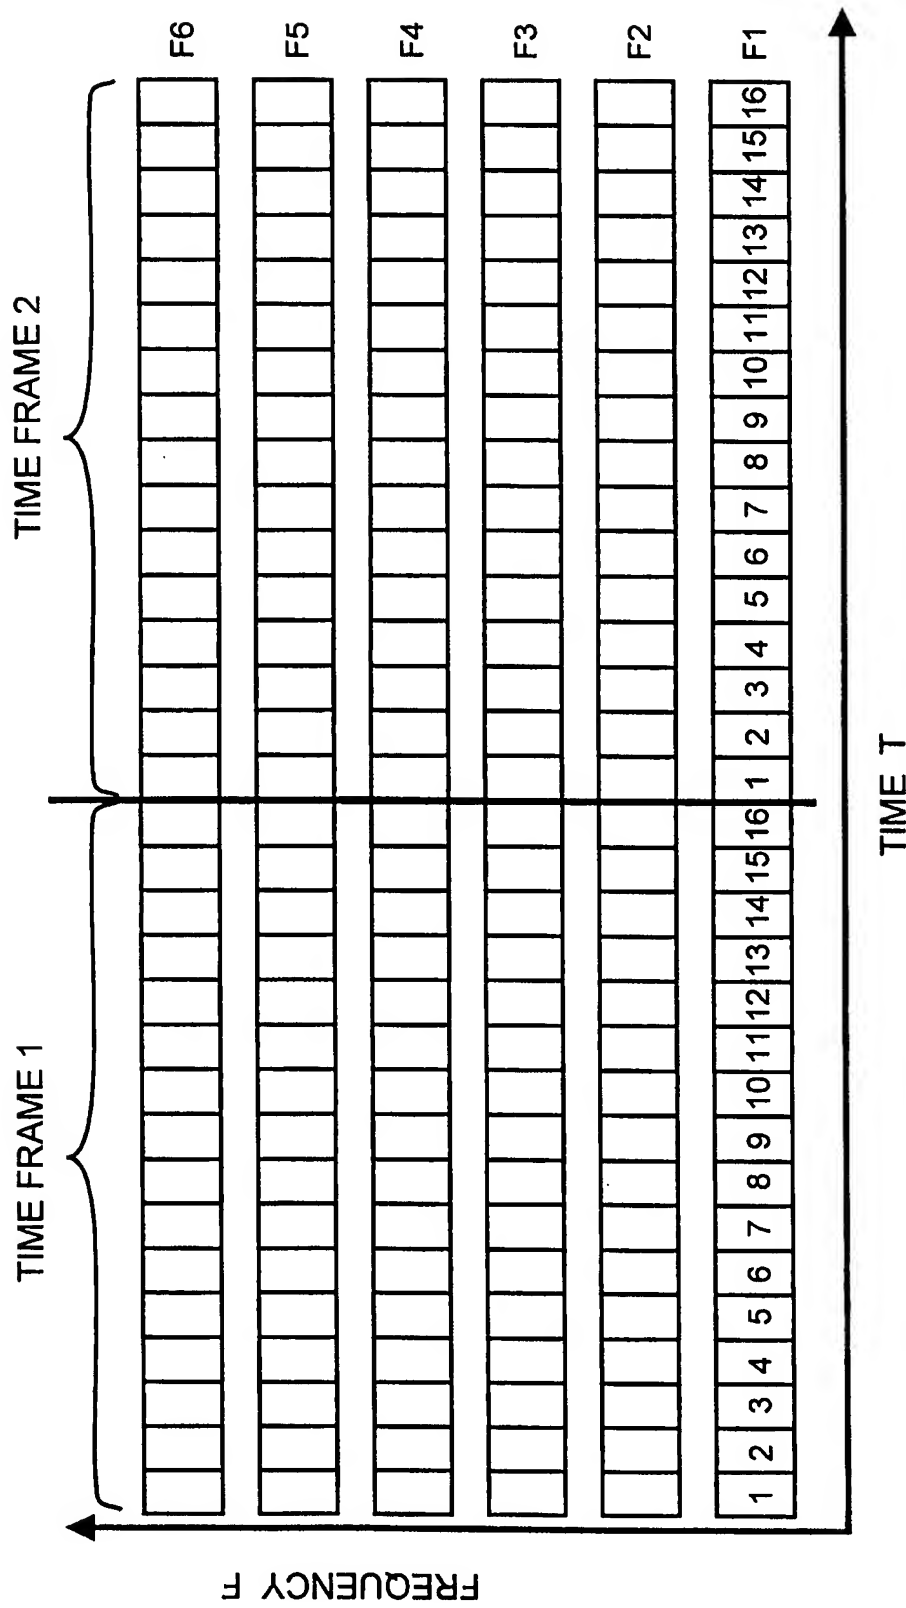 TIME FRAME 1
TIME FRAME 2
F6
F5
F4
F3
F2
1 2 3 4 5 6 7 8 9 10 11 12 13 14 15 16 1 2 3 4 5 6 7 8 9 10 11 12 13 14 15 16 F1
FREQUENCY F
TIME T